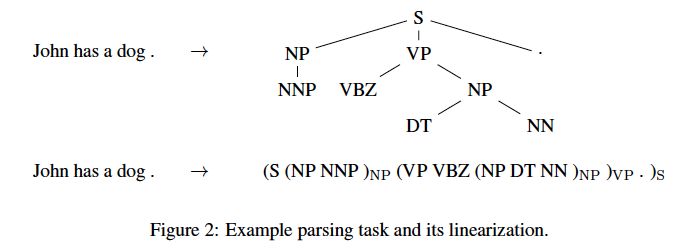 S
John has a dog . → NP VP .
NNP VBZ NP
DT NN
John has a dog . → (S (NP NNP )NP (VP VBZ (NP DT NN )NP )VP . )S
Figure 2: Example parsing task and its linearization.